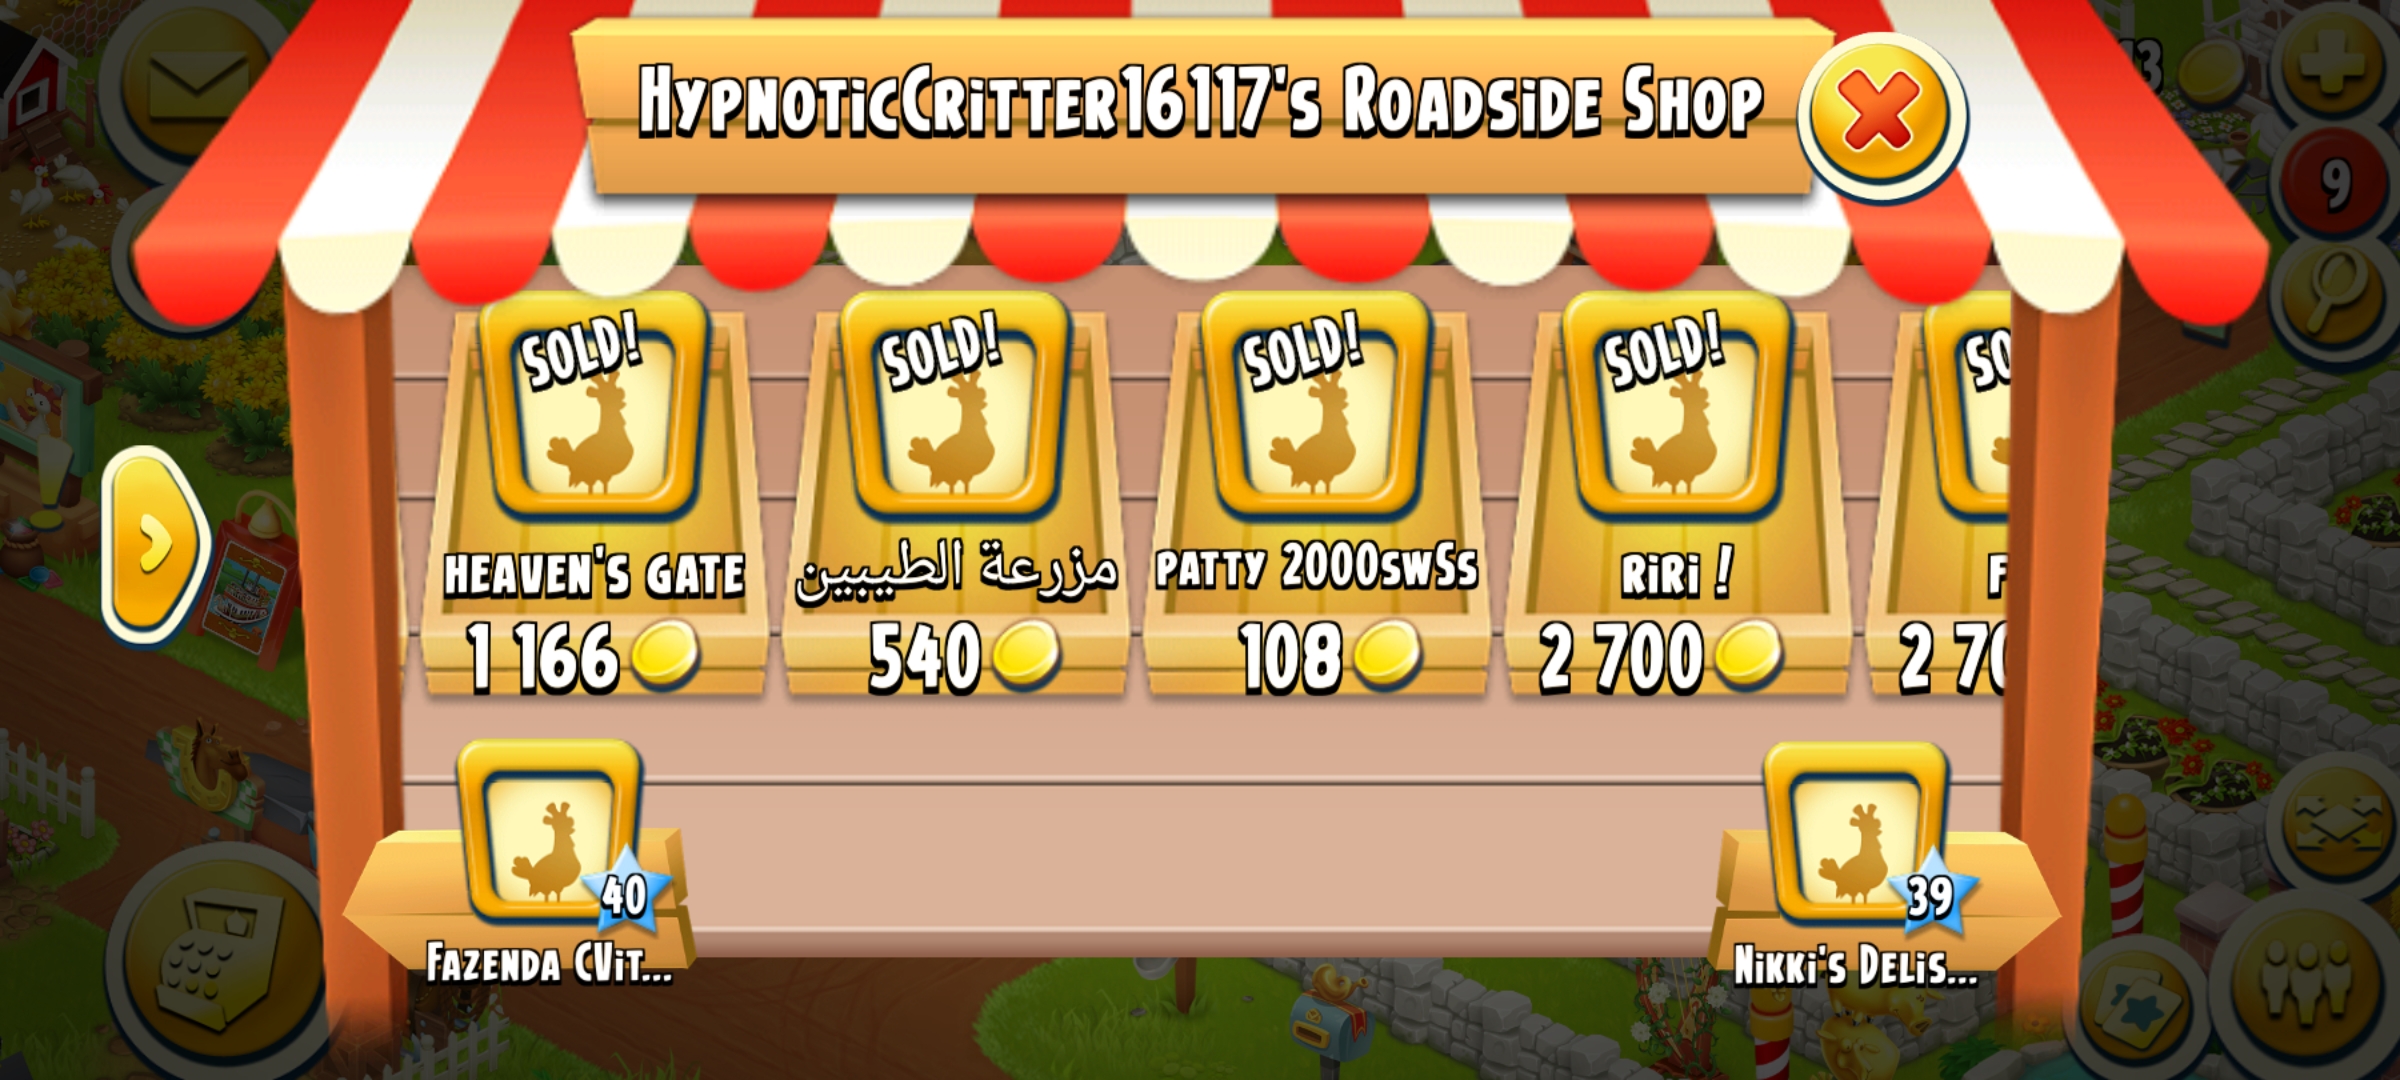 HypnoticCritter16117's Roadside Shop
9
SOLD!
SOLD!
SOLD!
SOLD!
HEAVEN'S GATE
مزرعة الطيبين
PATTY 2000SWSS
RiRi !
1 166
540
108
2 700
40
39
Fazenda CVit...
Nikki's Delis...